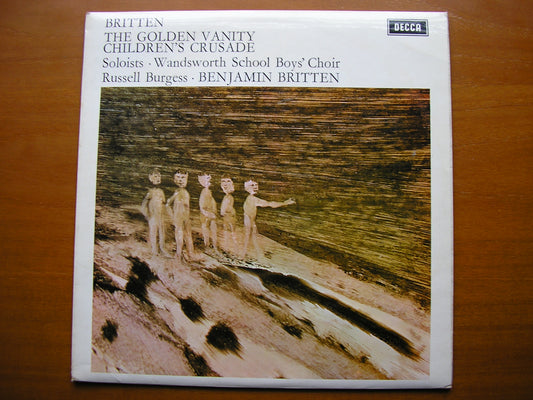 BRITTEN
THE GOLDEN VANITY
CHILDREN'S CRUSADE
Soloists · Wandsworth School Boys' Choir
Russell Burgess · BENJAMIN BRITTEN
DECCA